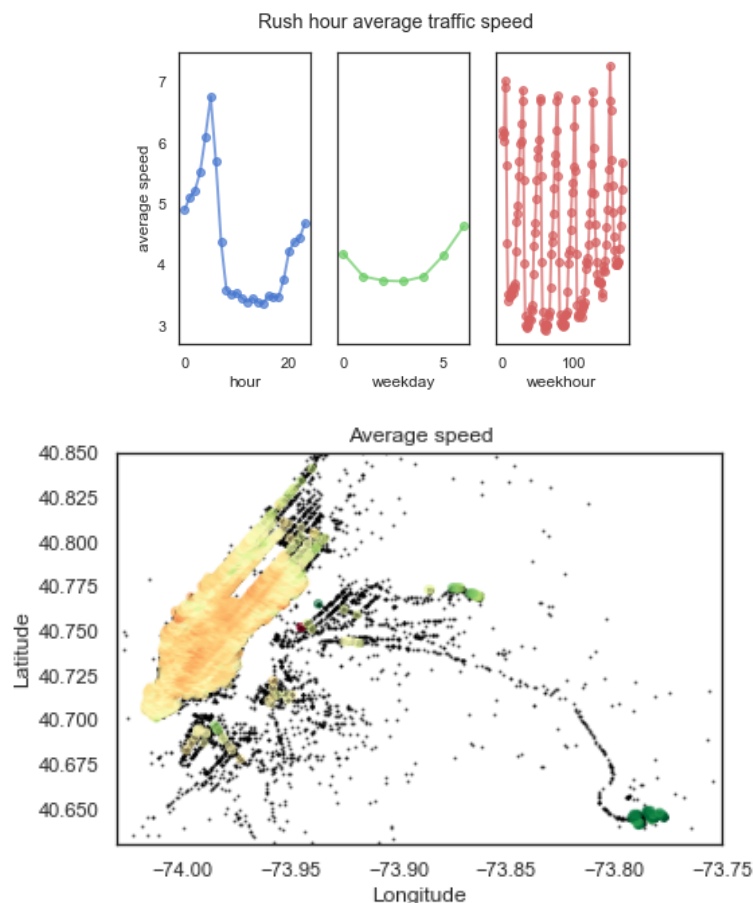 Rush hour average traffic speed
average speed
7
6
5
4
3
0 20
hour
0 5
weekday
0 100
weekhour
Average speed
Latitude
40.850
40.825
40.800
40.775
40.750
40.725
40.700
40.675
40.650
−74.00 −73.95 −73.90 −73.85 −73.80 −73.75
Longitude